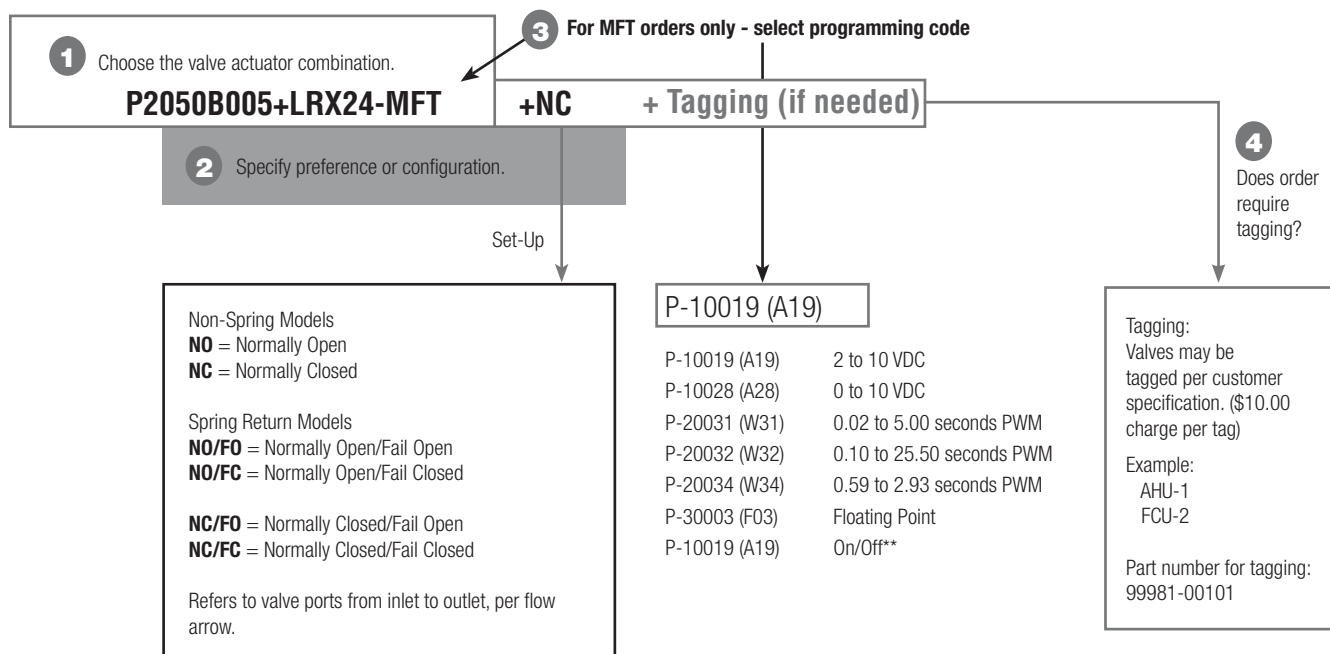 1 Choose the valve actuator combination.
3 For MFT orders only - select programming code
P2050B005+LRX24-MFT +NC + Tagging (if needed)
2 Specify preference or configuration.
Set-Up
Non-Spring Models
NO = Normally Open
NC = Normally Closed
Spring Return Models
NO/FO = Normally Open/Fail Open
NO/FC = Normally Open/Fail Closed
NC/FO = Normally Closed/Fail Open
NC/FC = Normally Closed/Fail Closed
Refers to valve ports from inlet to outlet, per flow
arrow.
P-10019 (A19)
P-10019 (A19) 2 to 10 VDC
P-10028 (A28) 0 to 10 VDC
P-20031 (W31) 0.02 to 5.00 seconds PWM
P-20032 (W32) 0.10 to 25.50 seconds PWM
P-20034 (W34) 0.59 to 2.93 seconds PWM
P-30003 (F03) Floating Point
P-10019 (A19) On/Off**
4
Does order
require
tagging?
Tagging:
Valves may be
tagged per customer
specification. ($10.00
charge per tag)
Example:
AHU-1
FCU-2
Part number for tagging:
99981-00101